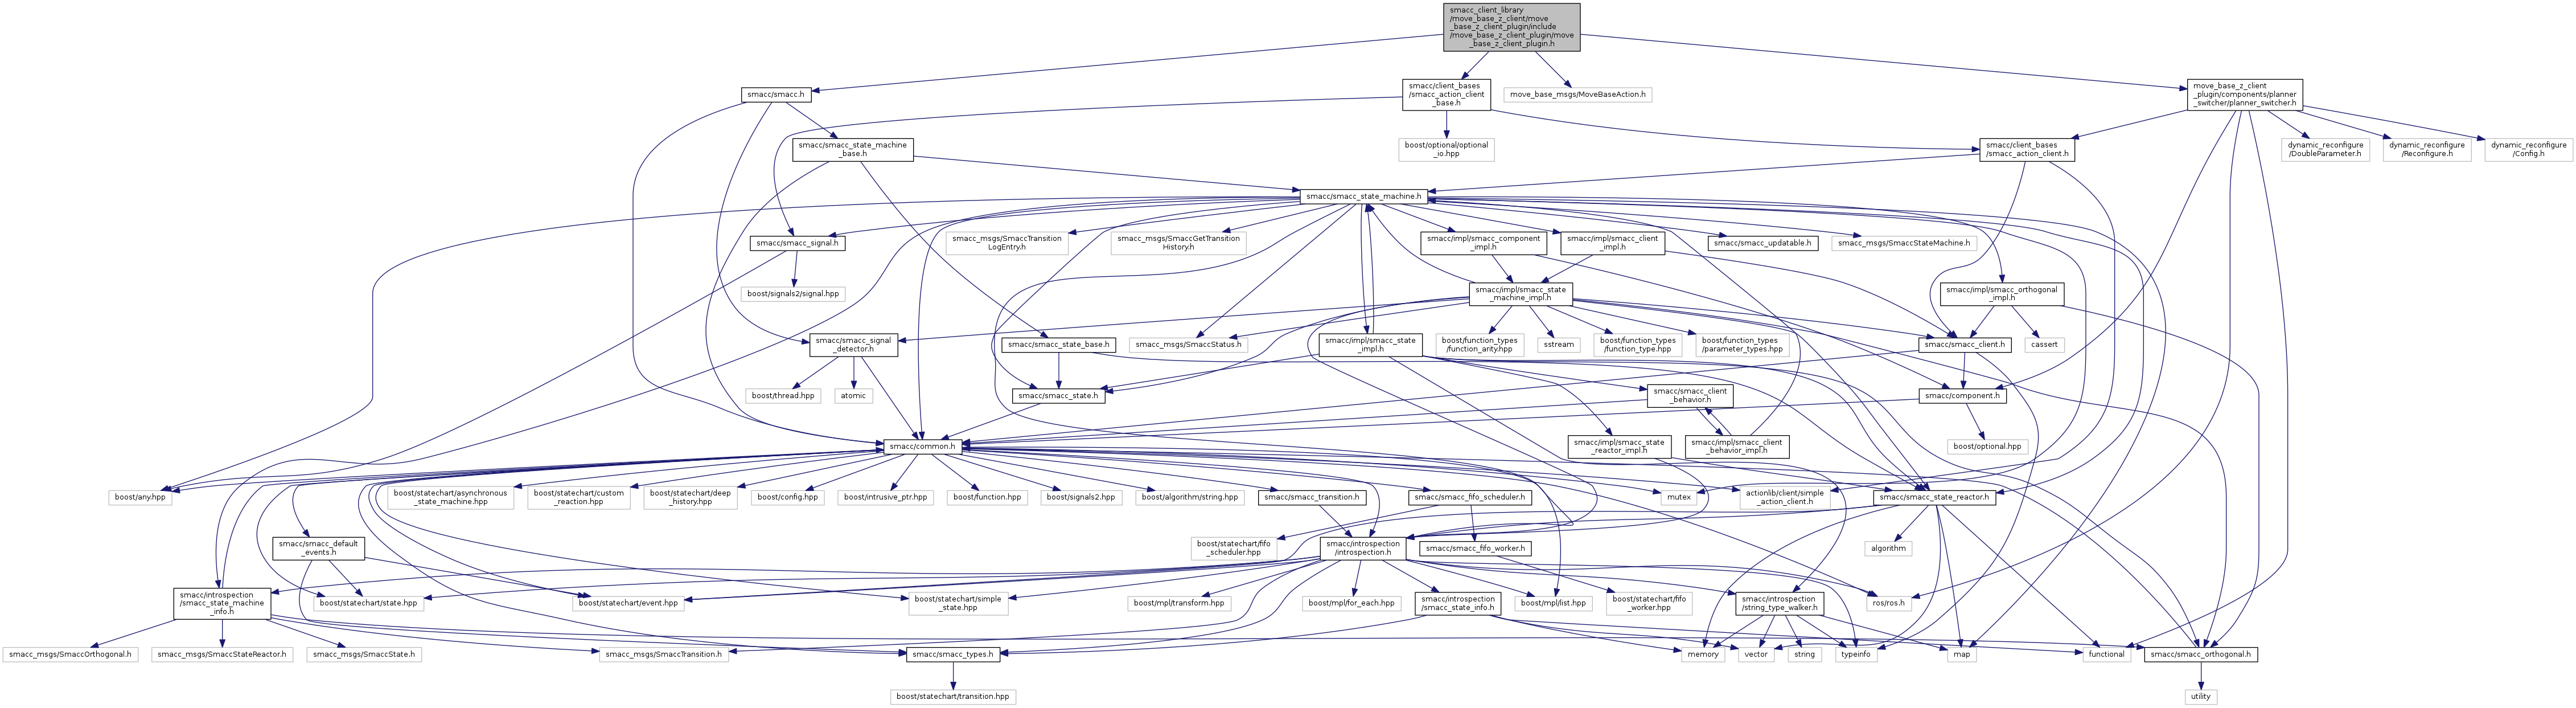 smacc_client_library
/move_base_z_client/move
_base_z_client_plugin/include
/move_base_z_client_plugin/move
_base_z_client_plugin.h
smacc/smacc.h
smacc/client_bases
/smacc_action_client
_base.h
move_base_msgs/MoveBaseAction.h
move_base_z_client
_plugin/components/planner
_switcher/planner_switcher.h
smacc/smacc_state_machine
_base.h
boost/optional/optional
_io.hpp
smacc/client_bases
/smacc_action_client.h
dynamic_reconfigure
/DoubleParameter.h
dynamic_reconfigure
/Reconfigure.h
dynamic_reconfigure
/Config.h
smacc/smacc_state_machine.h
smacc/smacc_signal.h
smacc_msgs/SmaccTransition
LogEntry.h
smacc_msgs/SmaccGetTransition
History.h
smacc/impl/smacc_component
_impl.h
smacc/impl/smacc_client
_impl.h
smacc/smacc_updatable.h
smacc_msgs/SmaccStateMachine.h
boost/signals2/signal.hpp
smacc/impl/smacc_state
_machine_impl.h
smacc/impl/smacc_orthogonal
_impl.h
smacc/smacc_signal
_detector.h
smacc/smacc_state_base.h
smacc_msgs/SmaccStatus.h
smacc/impl/smacc_state
_impl.h
boost/function_types
/function_arity.hpp
sstream
boost/function_types
/function_type.hpp
boost/function_types
/parameter_types.hpp
smacc/smacc_client.h
cassert
boost/thread.hpp
atomic
smacc/smacc_state.h
smacc/smacc_client
_behavior.h
smacc/component.h
smacc/common.h
smacc/impl/smacc_state
_reactor_impl.h
smacc/impl/smacc_client
_behavior_impl.h
boost/optional.hpp
boost/any.hpp
boost/statechart/asynchronous
_state_machine.hpp
boost/statechart/custom
_reaction.hpp
boost/statechart/deep
_history.hpp
boost/config.hpp
boost/intrusive_ptr.hpp
boost/function.hpp
boost/signals2.hpp
boost/algorithm/string.hpp
smacc/smacc_transition.h
smacc/smacc_fifo_scheduler.h
mutex
actionlib/client/simple
_action_client.h
smacc/smacc_state_reactor.h
smacc/smacc_default
_events.h
boost/statechart/fifo
_scheduler.hpp
smacc/introspection
/introspection.h
smacc/smacc_fifo_worker.h
algorithm
smacc/introspection
/smacc_state_machine
_info.h
boost/statechart/state.hpp
boost/statechart/event.hpp
boost/statechart/simple
_state.hpp
boost/mpl/transform.hpp
boost/mpl/for_each.hpp
smacc/introspection
/smacc_state_info.h
boost/mpl/list.hpp
boost/statechart/fifo
_worker.hpp
smacc/introspection
/string_type_walker.h
ros/ros.h
smacc_msgs/SmaccOrthogonal.h
smacc_msgs/SmaccStateReactor.h
smacc_msgs/SmaccState.h
smacc_msgs/SmaccTransition.h
smacc/smacc_types.h
memory
vector
string
typeinfo
map
functional
smacc/smacc_orthogonal.h
boost/statechart/transition.hpp
utility